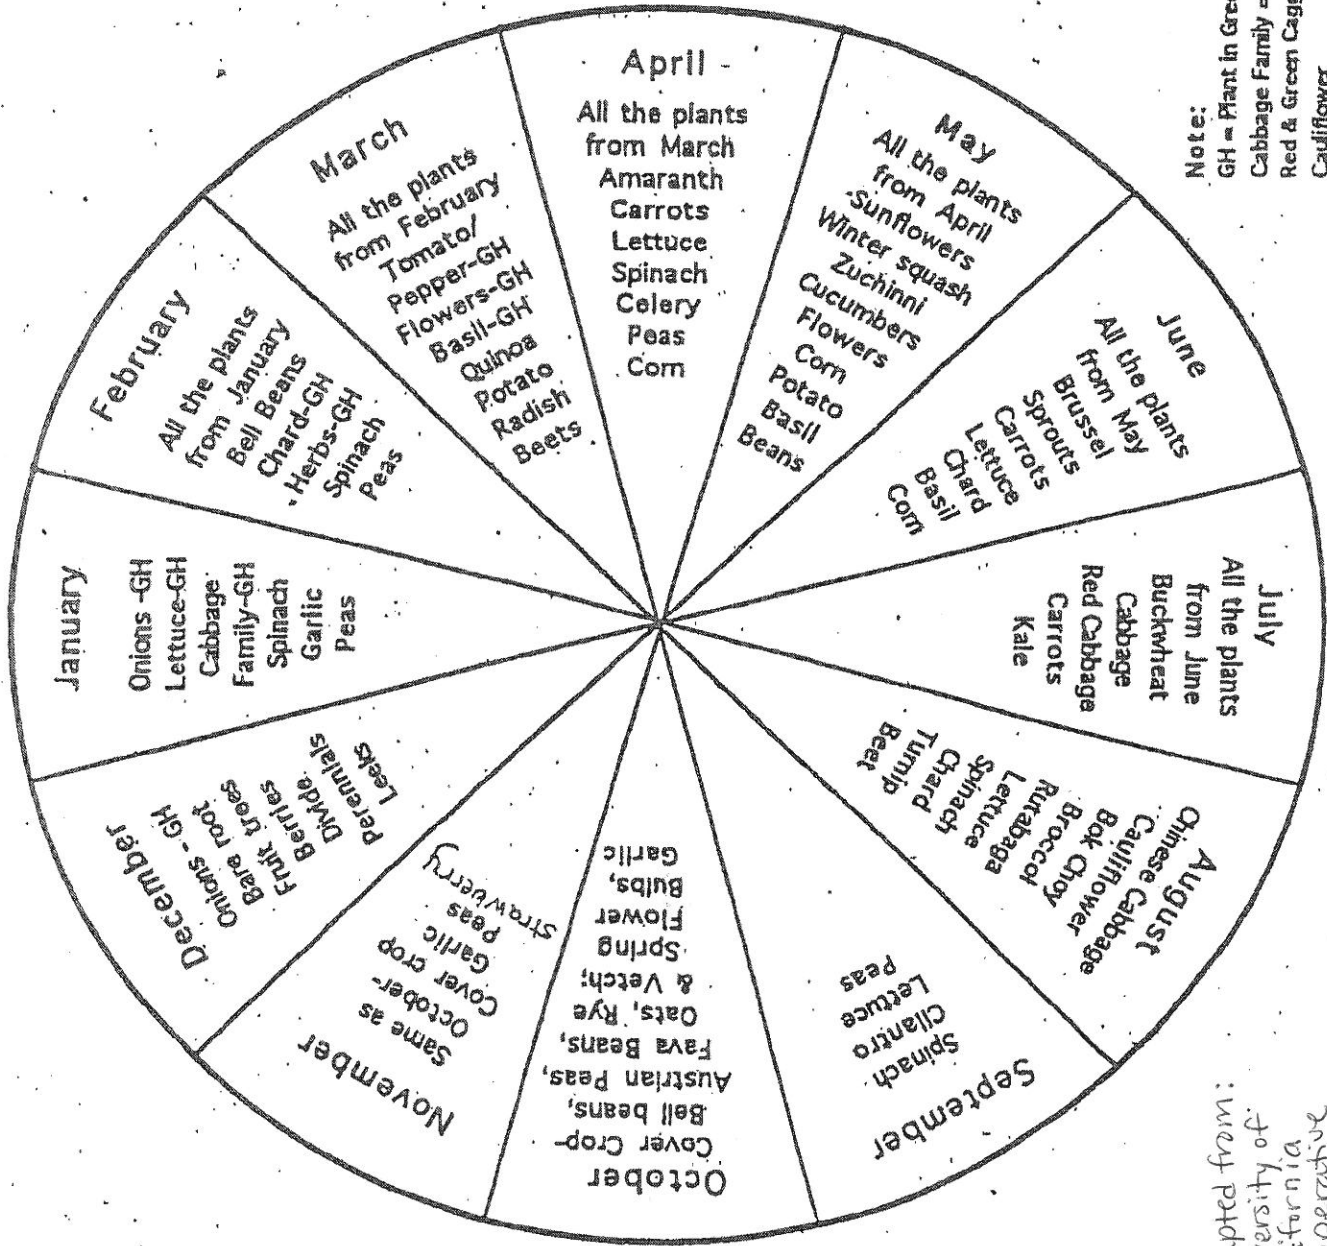 January
Onions -GH
Lettuce-GH
Cabbage
Family-GH
Spinach
Garlic
Peas
February
All the plants
from January
Bell Beans
Chard-GH
Herbs-GH
Spinach
Peas
March
All the plants
from February
Tomato/
Pepper-GH
Flowers-GH
Basil-GH
Quinoa
Potato
Radish
Beets
April
All the plants
from March
Amaranth
Carrots
Lettuce
Spinach
Celery
Peas
Corn
May
All the plants
from April
Sunflowers
Winter squash
Zuchinni
Cucumbers
Flowers
Corn
Potato
Basil
Beans
June
All the plants
from May
Brussel
Sprouts
Carrots
Lettuce
Chard
Basil
Corn
July
All the plants
from June
Buckwheat
Cabbage
Red Cabbage
Carrots
Kale
August
Chinese Cabbage
Cauliflower
Bok Choy
Broccol
Rutabaga
Lettuce
Spinach
Chard
Turnip
Beet
September
Spinach
Cilantro
Lettuce
Peas
October
Cover Crop-
Bell beans,
Austrian Peas,
Fava Beans,
Oats, Rye
& Vetch;
Spring
Flower
Bulbs,
Garlic
November
Same as
October-
Cover crop
Garlic
Peas
Strawberry
December
Onions - GH
Bare root
Fruit trees
Berries
Divide
Perennials
Leeks
Note:
GH = Plant in
Cabbage Family =
Red & Green
Cauliflower
from:
of